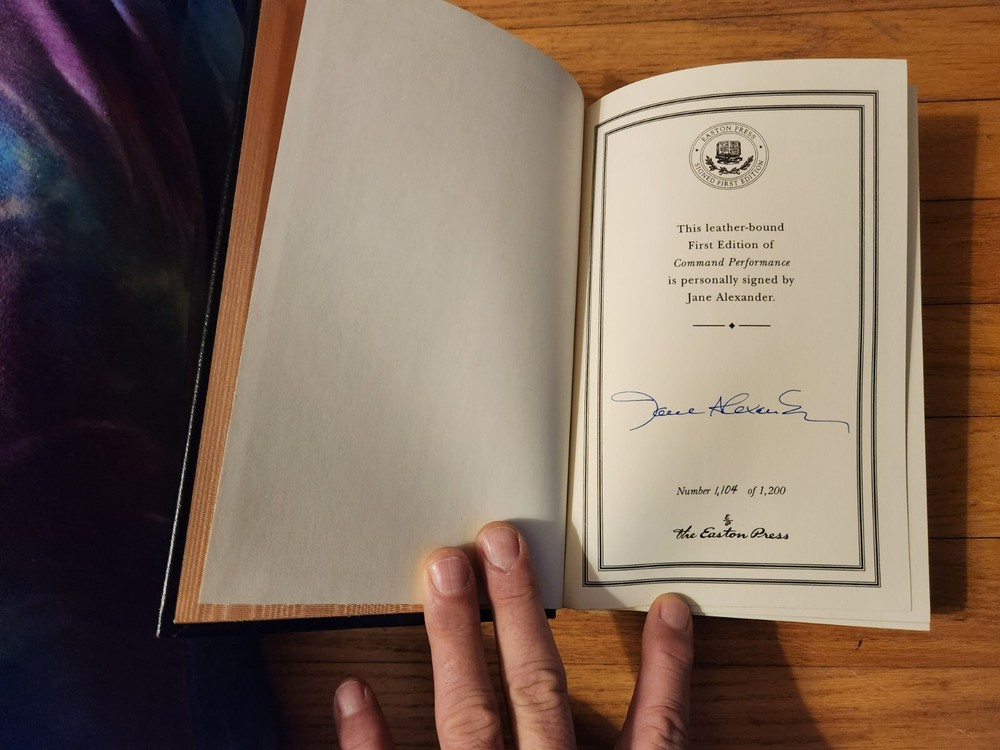 EASTON PRESS
SIGNED FIRST EDITION
This leather-bound
First Edition of
Command Performance
is personally signed by
Jane Alexander.
Jane Alexander
Number 1,104 of 1,200
E/P
the Easton Press